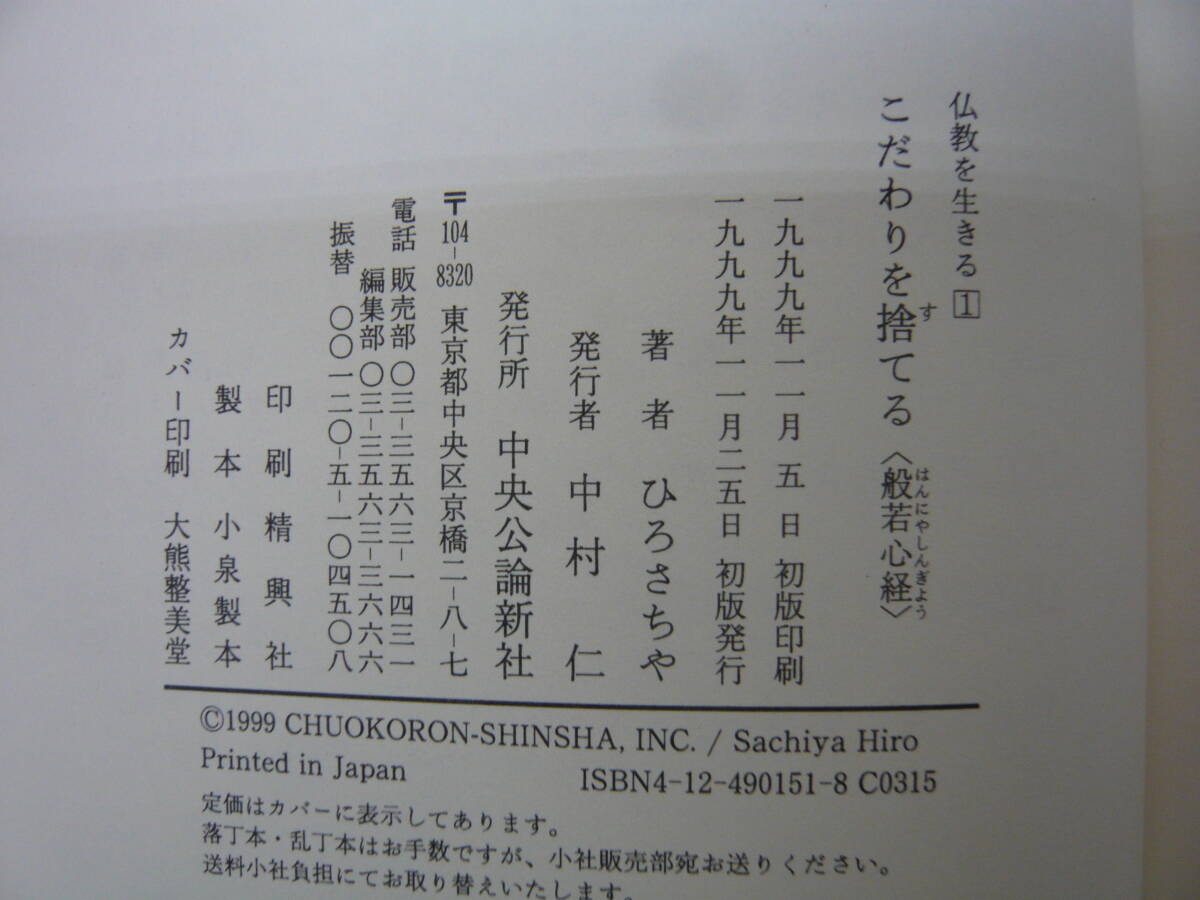 仏教を生きる 1
こだわりを捨てる〈般若心経〉
す
はんにやしんぎよう
一九九九年一一月 五 日 初版印刷
一九九九年一一月二五日 初版発行
著 者 ひろさちや
発行者 中 村 仁
発行所 中央公論新社
〒104-8320 東京都中央区京橋二-八-七
電話 販売部 〇三-三五六三-一四三一
編集部 〇三-三五六三-三六六六
振替 〇〇一二〇-五-一〇四五〇八
印 刷 精 興 社
製 本 小 泉 製 本
カバー印刷 大熊整美堂
©1999 CHUOKORON-SHINSHA, INC. / Sachiya Hiro
Printed in Japan ISBN4-12-490151-8 C0315
定価はカバーに表示してあります。
落丁本・乱丁本はお手数ですが、小社販売部宛お送りください。
送料小社負担にてお取り替えいたします。